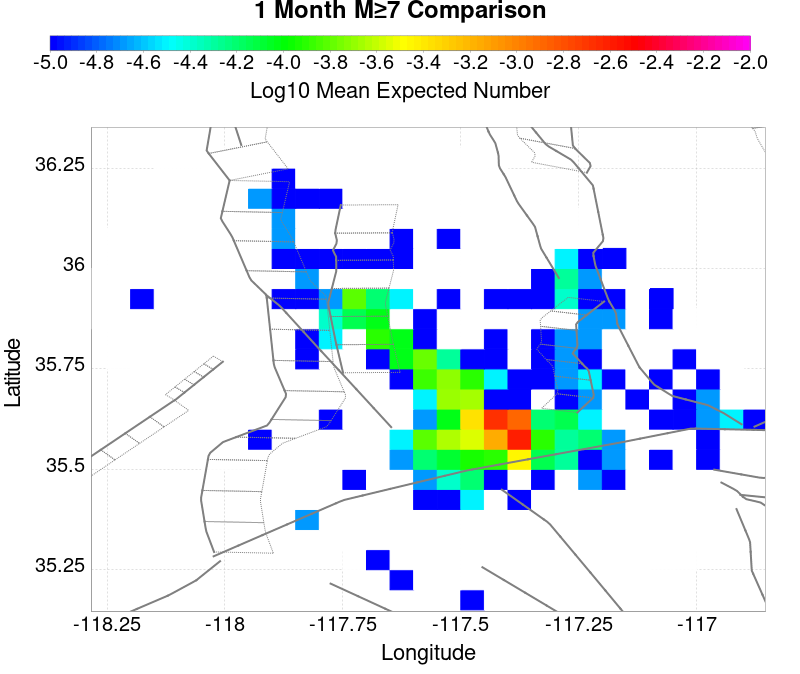 1 Month M≥7 Comparison
-5.0 -4.8 -4.6 -4.4 -4.2 -4.0 -3.8 -3.6 -3.4 -3.2 -3.0 -2.8 -2.6 -2.4 -2.2 -2.0
Log10 Mean Expected Number
36.25
36
35.75
35.5
35.25
Latitude
-118.25 -118 -117.75 -117.5 -117.25 -117
Longitude